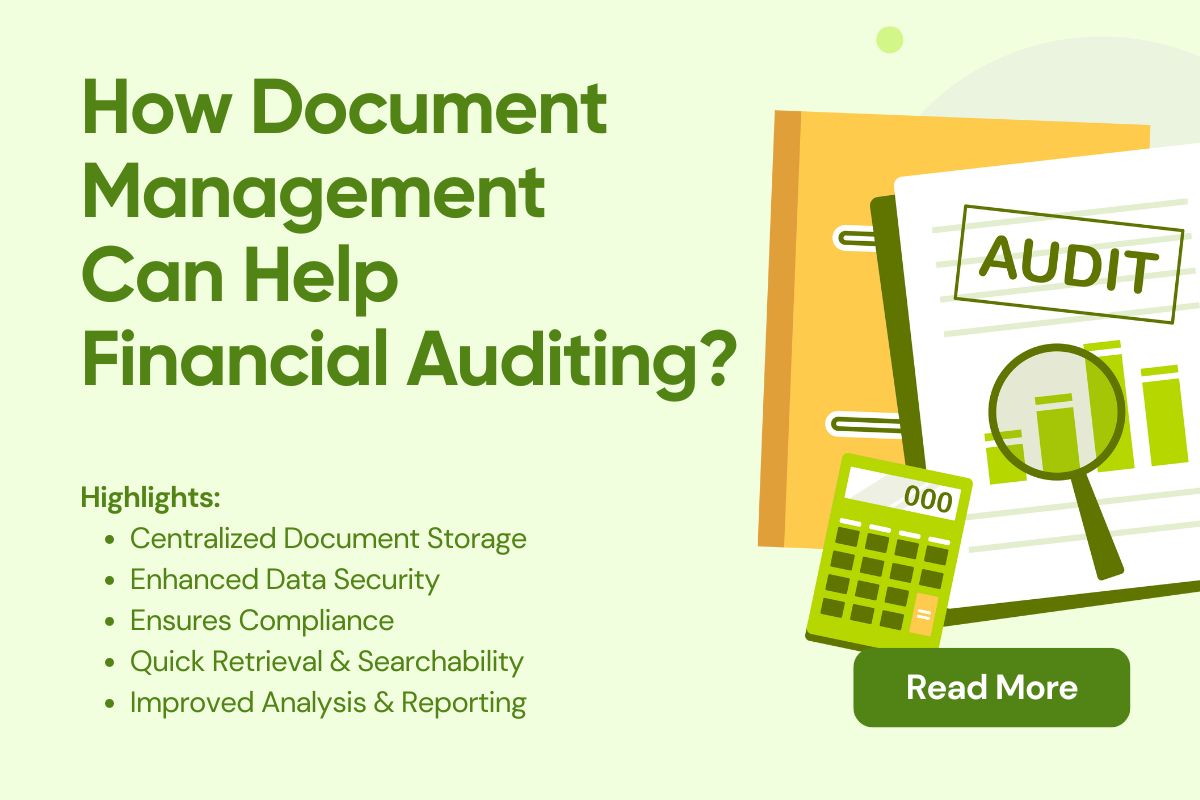 How Document
Management
Can Help
Financial Auditing?
Highlights:
• Centralized Document Storage
• Enhanced Data Security
• Ensures Compliance
• Quick Retrieval & Searchability
• Improved Analysis & Reporting
AUDIT
000
Read More